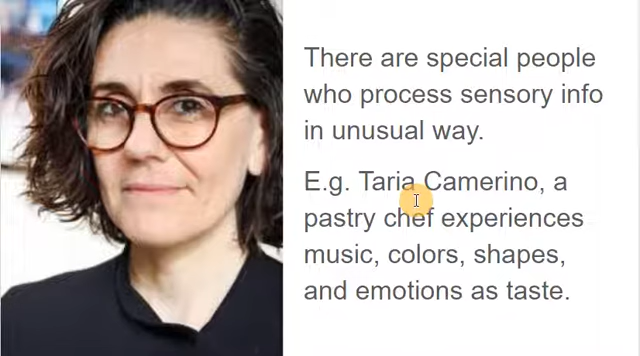 There are special people
who process sensory info
in unusual way.
E.g. Taria Camerino, a
pastry chef experiences
music, colors, shapes,
and emotions as taste.